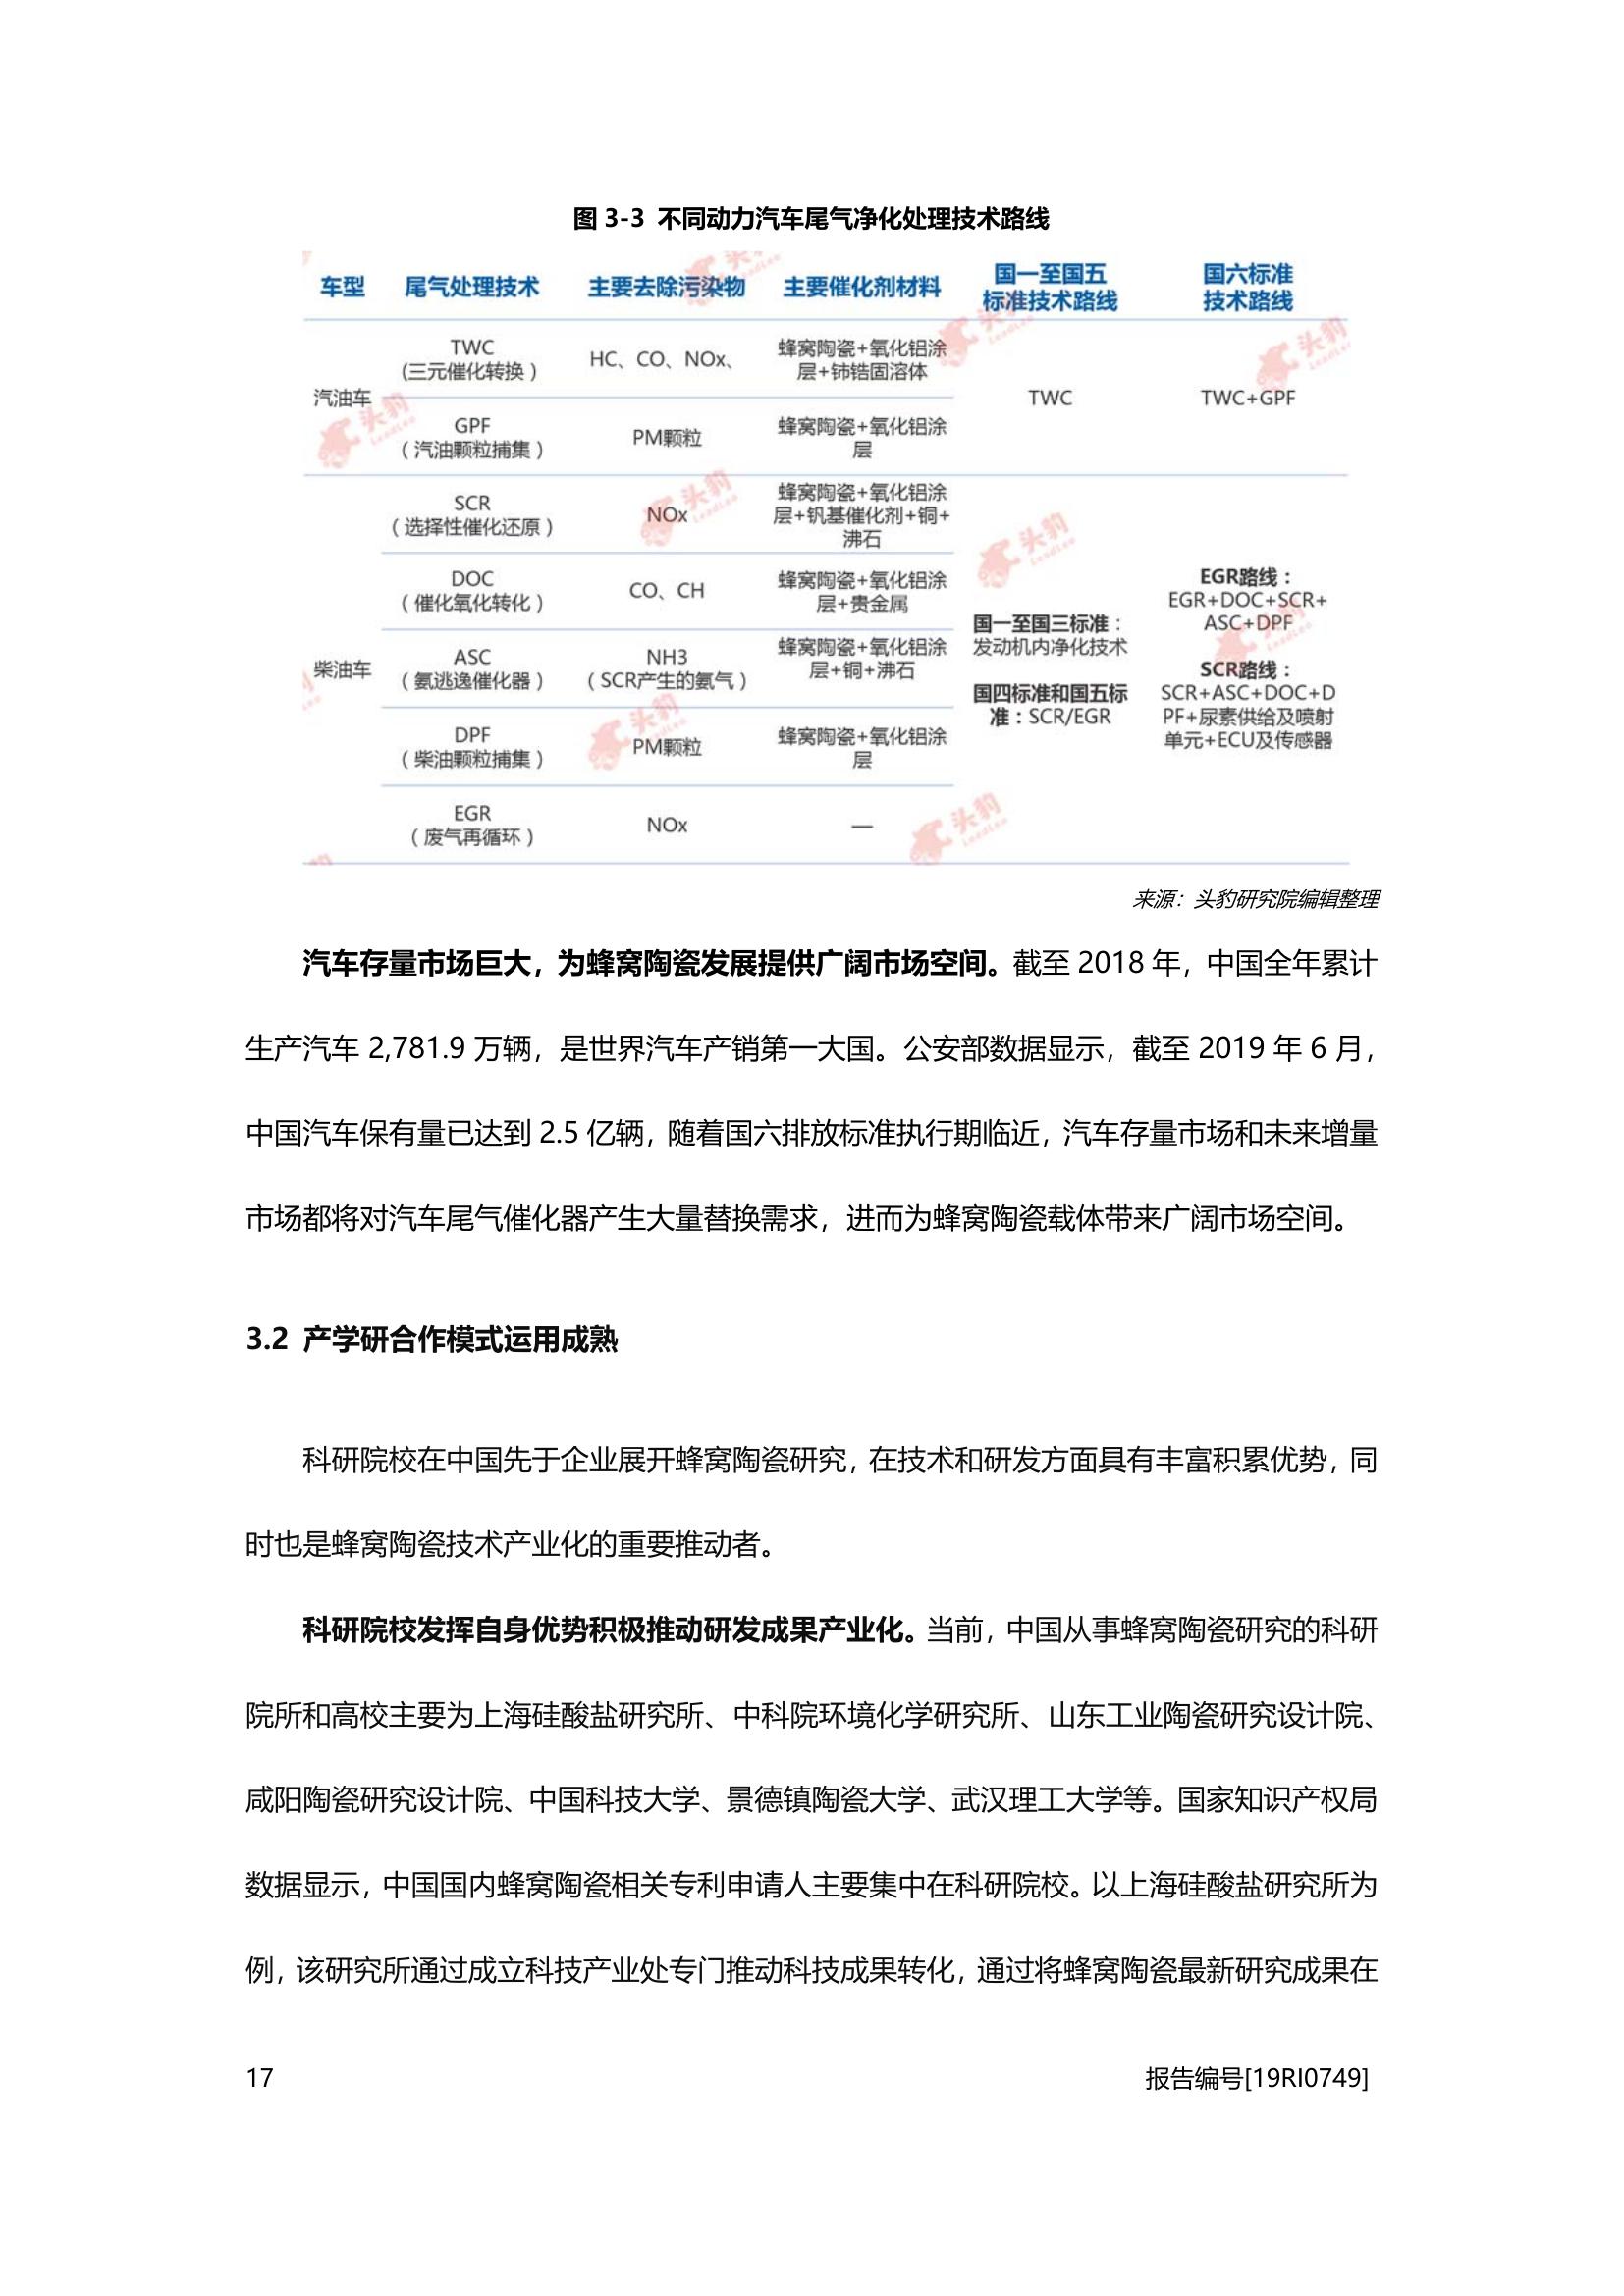 图 3-3 不同动力汽车尾气净化处理技术路线
车型 尾气处理技术 主要去除污染物 主要催化剂材料 国一至国五 标准技术路线 国六标准 技术路线
汽油车
TWC
(三元催化转换）
HC、CO、NOx、
蜂窝陶瓷+氧化铝涂
层+铈锆固溶体
GPF
（汽油颗粒捕集）
PM颗粒
蜂窝陶瓷+氧化铝涂
层
TWC
TWC+GPF
柴油车
SCR
（选择性催化还原）
NOx
蜂窝陶瓷+氧化铝涂
层+钒基催化剂+铜+
沸石
DOC
（催化氧化转化）
CO、CH
蜂窝陶瓷+氧化铝涂
层+贵金属
ASC
（氨逃逸催化器）
NH3
（SCR产生的氨气）
蜂窝陶瓷+氧化铝涂
层+铜+沸石
DPF
（柴油颗粒捕集）
PM颗粒
蜂窝陶瓷+氧化铝涂
层
EGR
（废气再循环）
NOx
—
国一至国三标准：
发动机内净化技术
国四标准和国五标
准：SCR/EGR
EGR路线：
EGR+DOC+SCR+
ASC+DPF
SCR路线：
SCR+ASC+DOC+D
PF+尿素供给及喷射
单元+ECU及传感器
来源：头豹研究院编辑整理
汽车存量市场巨大，为蜂窝陶瓷发展提供广阔市场空间。截至 2018 年，中国全年累计
生产汽车 2,781.9 万辆，是世界汽车产销第一大国。公安部数据显示，截至 2019 年 6 月，
中国汽车保有量已达到 2.5 亿辆，随着国六排放标准执行期临近，汽车存量市场和未来增量
市场都将对汽车尾气催化器产生大量替换需求，进而为蜂窝陶瓷载体带来广阔市场空间。
3.2 产学研合作模式运用成熟
科研院校在中国先于企业展开蜂窝陶瓷研究，在技术和研发方面具有丰富积累优势，同
时也是蜂窝陶瓷技术产业化的重要推动者。
科研院校发挥自身优势积极推动研发成果产业化。当前，中国从事蜂窝陶瓷研究的科研
院所和高校主要为上海硅酸盐研究所、中科院环境化学研究所、山东工业陶瓷研究设计院、
咸阳陶瓷研究设计院、中国科技大学、景德镇陶瓷大学、武汉理工大学等。国家知识产权局
数据显示，中国国内蜂窝陶瓷相关专利申请人主要集中在科研院校。以上海硅酸盐研究所为
例，该研究所通过成立科技产业处专门推动科技成果转化，通过将蜂窝陶瓷最新研究成果在
17 报告编号[19RI0749]